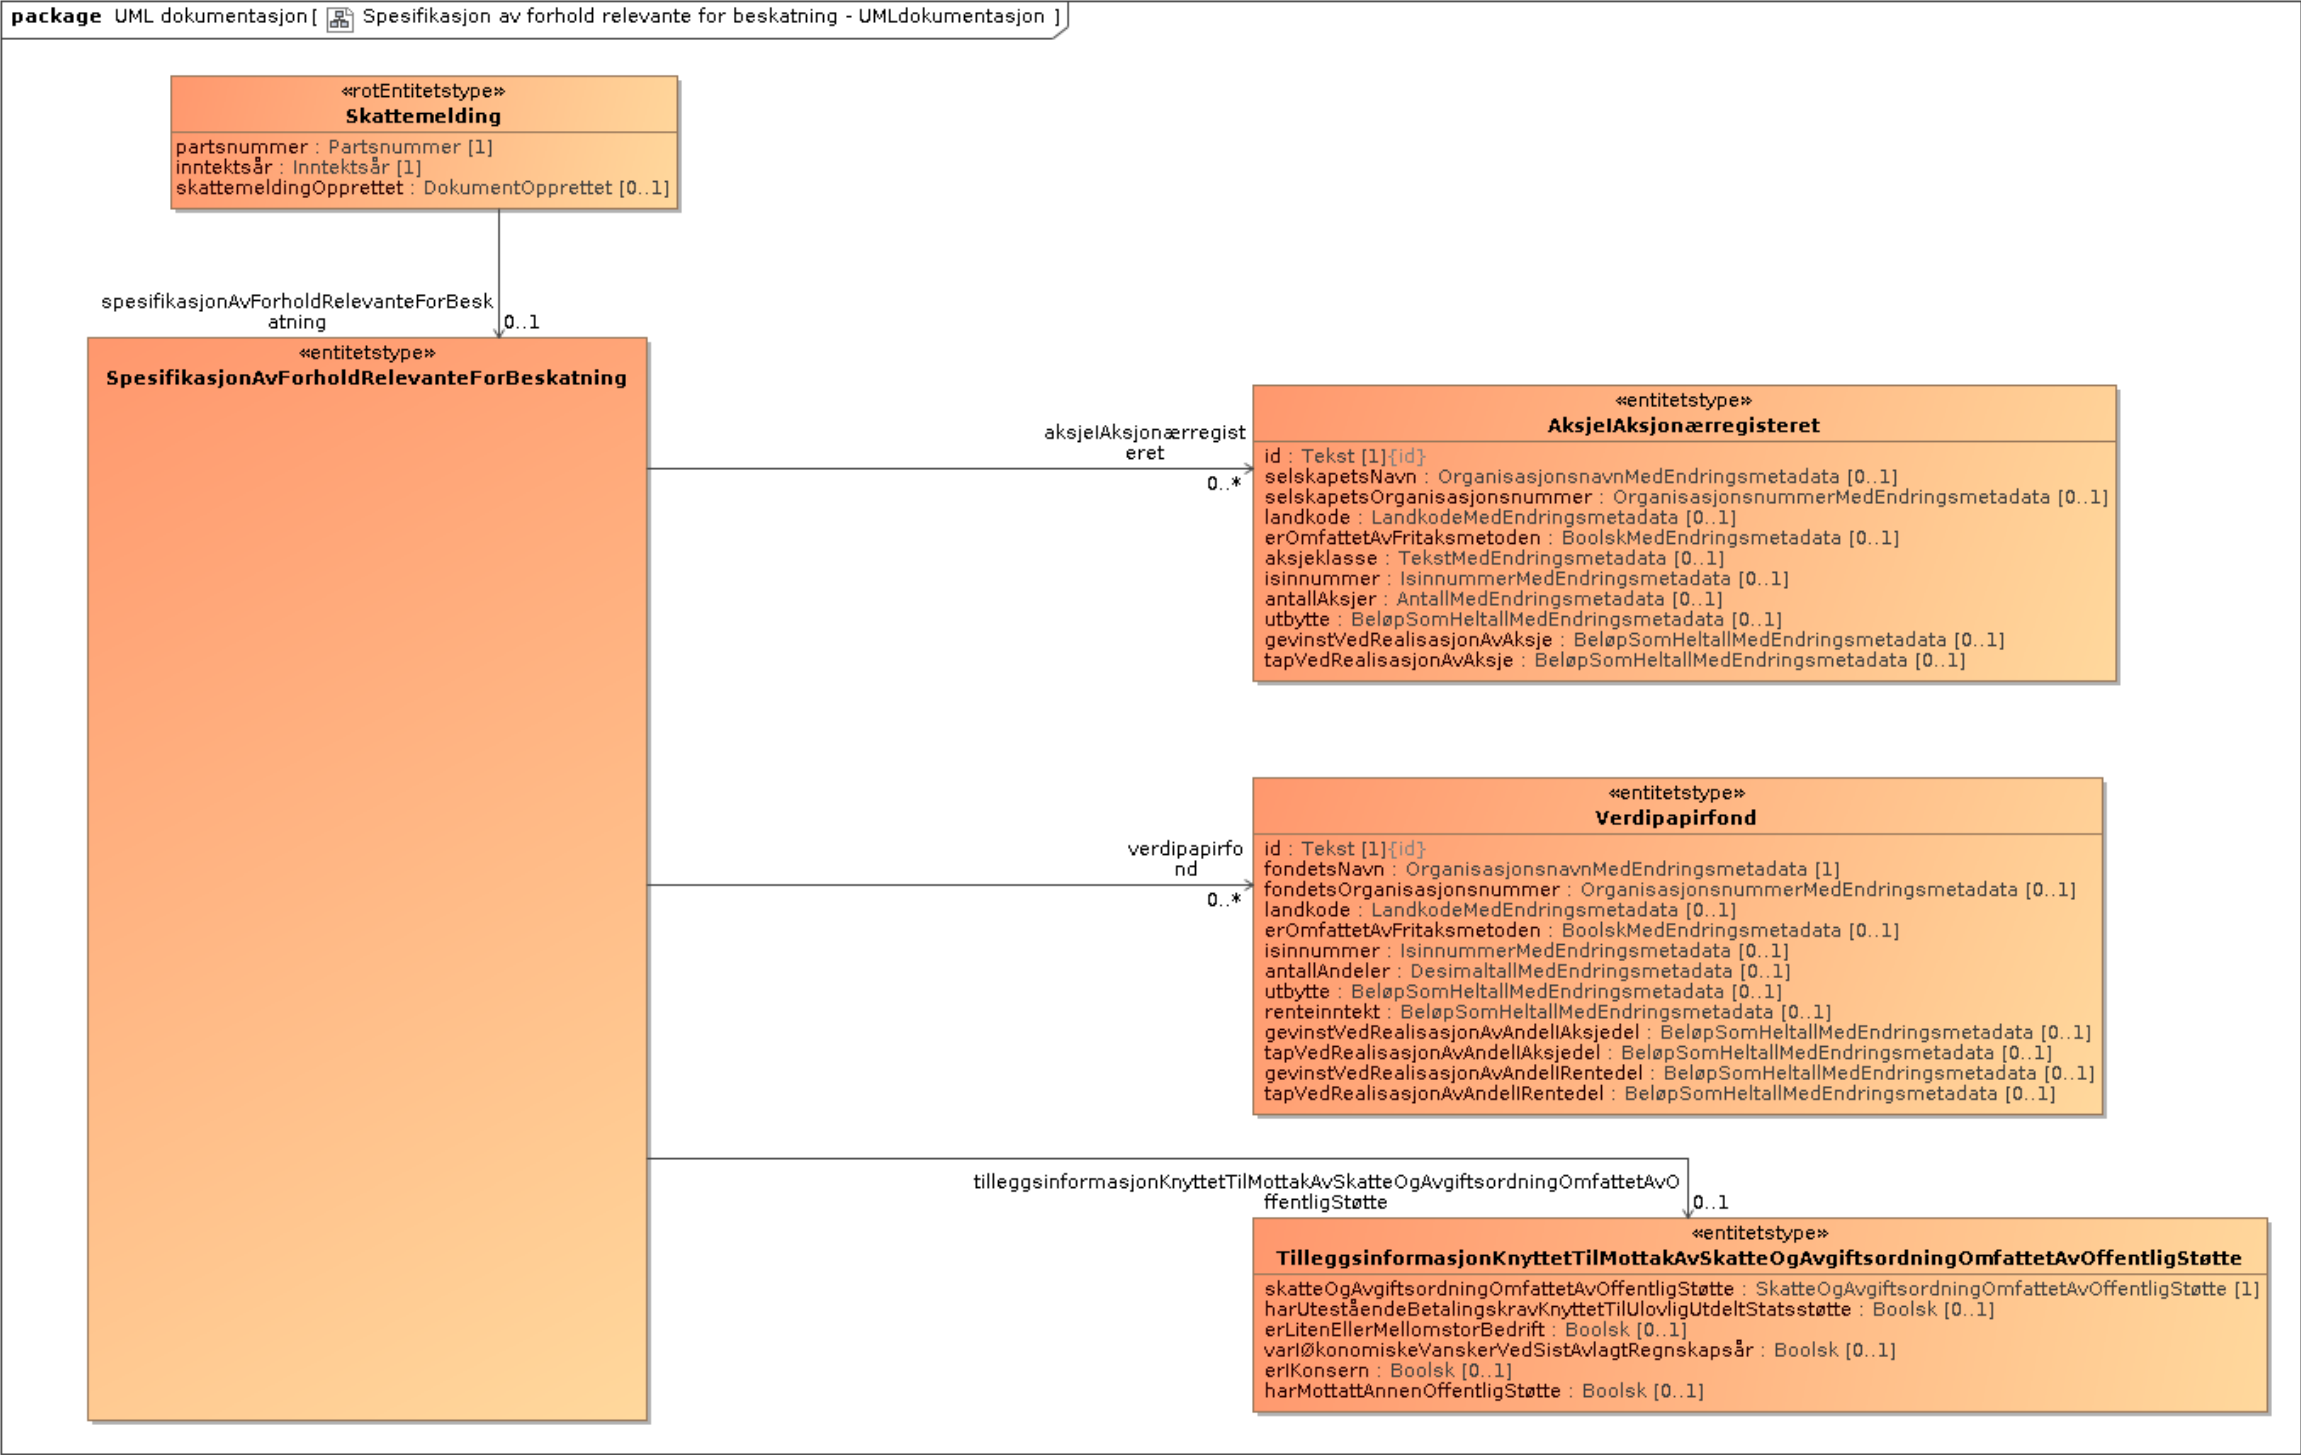 package UML dokumentasjon [ Spesifikasjon av forhold relevante for beskatning - UMLdokumentasjon ]
«rotEntitetstype»
Skattemelding
partsnummer : Partsnummer [1]
inntektsår : Inntektsår [1]
skattemeldingOpprettet : DokumentOpprettet [0..1]
spesifikasjonAvForholdRelevanteForBesk
atning
0..1
«entitetstype»
SpesifikasjonAvForholdRelevanteForBeskatning
aksjeIAksjonærregist
eret
0..*
«entitetstype»
AksjeIAksjonærregisteret
id : Tekst [1]{id}
selskapetsNavn : OrganisasjonsnavnMedEndringsmetadata [0..1]
selskapetsOrganisasjonsnummer : OrganisasjonsnummerMedEndringsmetadata [0..1]
landkode : LandkodeMedEndringsmetadata [0..1]
erOmfattetAvFritaksmetoden : BoolskMedEndringsmetadata [0..1]
aksjeklasse : TekstMedEndringsmetadata [0..1]
isinnummer : IsinnummerMedEndringsmetadata [0..1]
antallAksjer : AntallMedEndringsmetadata [0..1]
utbytte : BeløpSomHeltallMedEndringsmetadata [0..1]
gevinstVedRealisasjonAvAksje : BeløpSomHeltallMedEndringsmetadata [0..1]
tapVedRealisasjonAvAksje : BeløpSomHeltallMedEndringsmetadata [0..1]
verdipapirfo
nd
0..*
«entitetstype»
Verdipapirfond
id : Tekst [1]{id}
fondetsNavn : OrganisasjonsnavnMedEndringsmetadata [1]
fondetsOrganisasjonsnummer : OrganisasjonsnummerMedEndringsmetadata [0..1]
landkode : LandkodeMedEndringsmetadata [0..1]
erOmfattetAvFritaksmetoden : BoolskMedEndringsmetadata [0..1]
isinnummer : IsinnummerMedEndringsmetadata [0..1]
antallAndeler : DesimaltallMedEndringsmetadata [0..1]
utbytte : BeløpSomHeltallMedEndringsmetadata [0..1]
renteinntekt : BeløpSomHeltallMedEndringsmetadata [0..1]
gevinstVedRealisasjonAvAndelIAksjedel : BeløpSomHeltallMedEndringsmetadata [0..1]
tapVedRealisasjonAvAndelIAksjedel : BeløpSomHeltallMedEndringsmetadata [0..1]
gevinstVedRealisasjonAvAndelIRentedel : BeløpSomHeltallMedEndringsmetadata [0..1]
tapVedRealisasjonAvAndelIRentedel : BeløpSomHeltallMedEndringsmetadata [0..1]
tilleggsinformasjonKnyttetTilMottakAvSkatteOgAvgiftsordningOmfattetAvO
ffentligStøtte
0..1
«entitetstype»
TilleggsinformasjonKnyttetTilMottakAvSkatteOgAvgiftsordningOmfattetAvOffentligStøtte
skatteOgAvgiftsordningOmfattetAvOffentligStøtte : SkatteOgAvgiftsordningOmfattetAvOffentligStøtte [1]
harUteståendeBetalingskravKnyttetTilUlovligUtdeltStatsstøtte : Boolsk [0..1]
erLitenEllerMellomstorBedrift : Boolsk [0..1]
varIØkonomiskeVanskerVedSistAvlagtRegnskapsår : Boolsk [0..1]
erIKonsern : Boolsk [0..1]
harMottattAnnenOffentligStøtte : Boolsk [0..1]